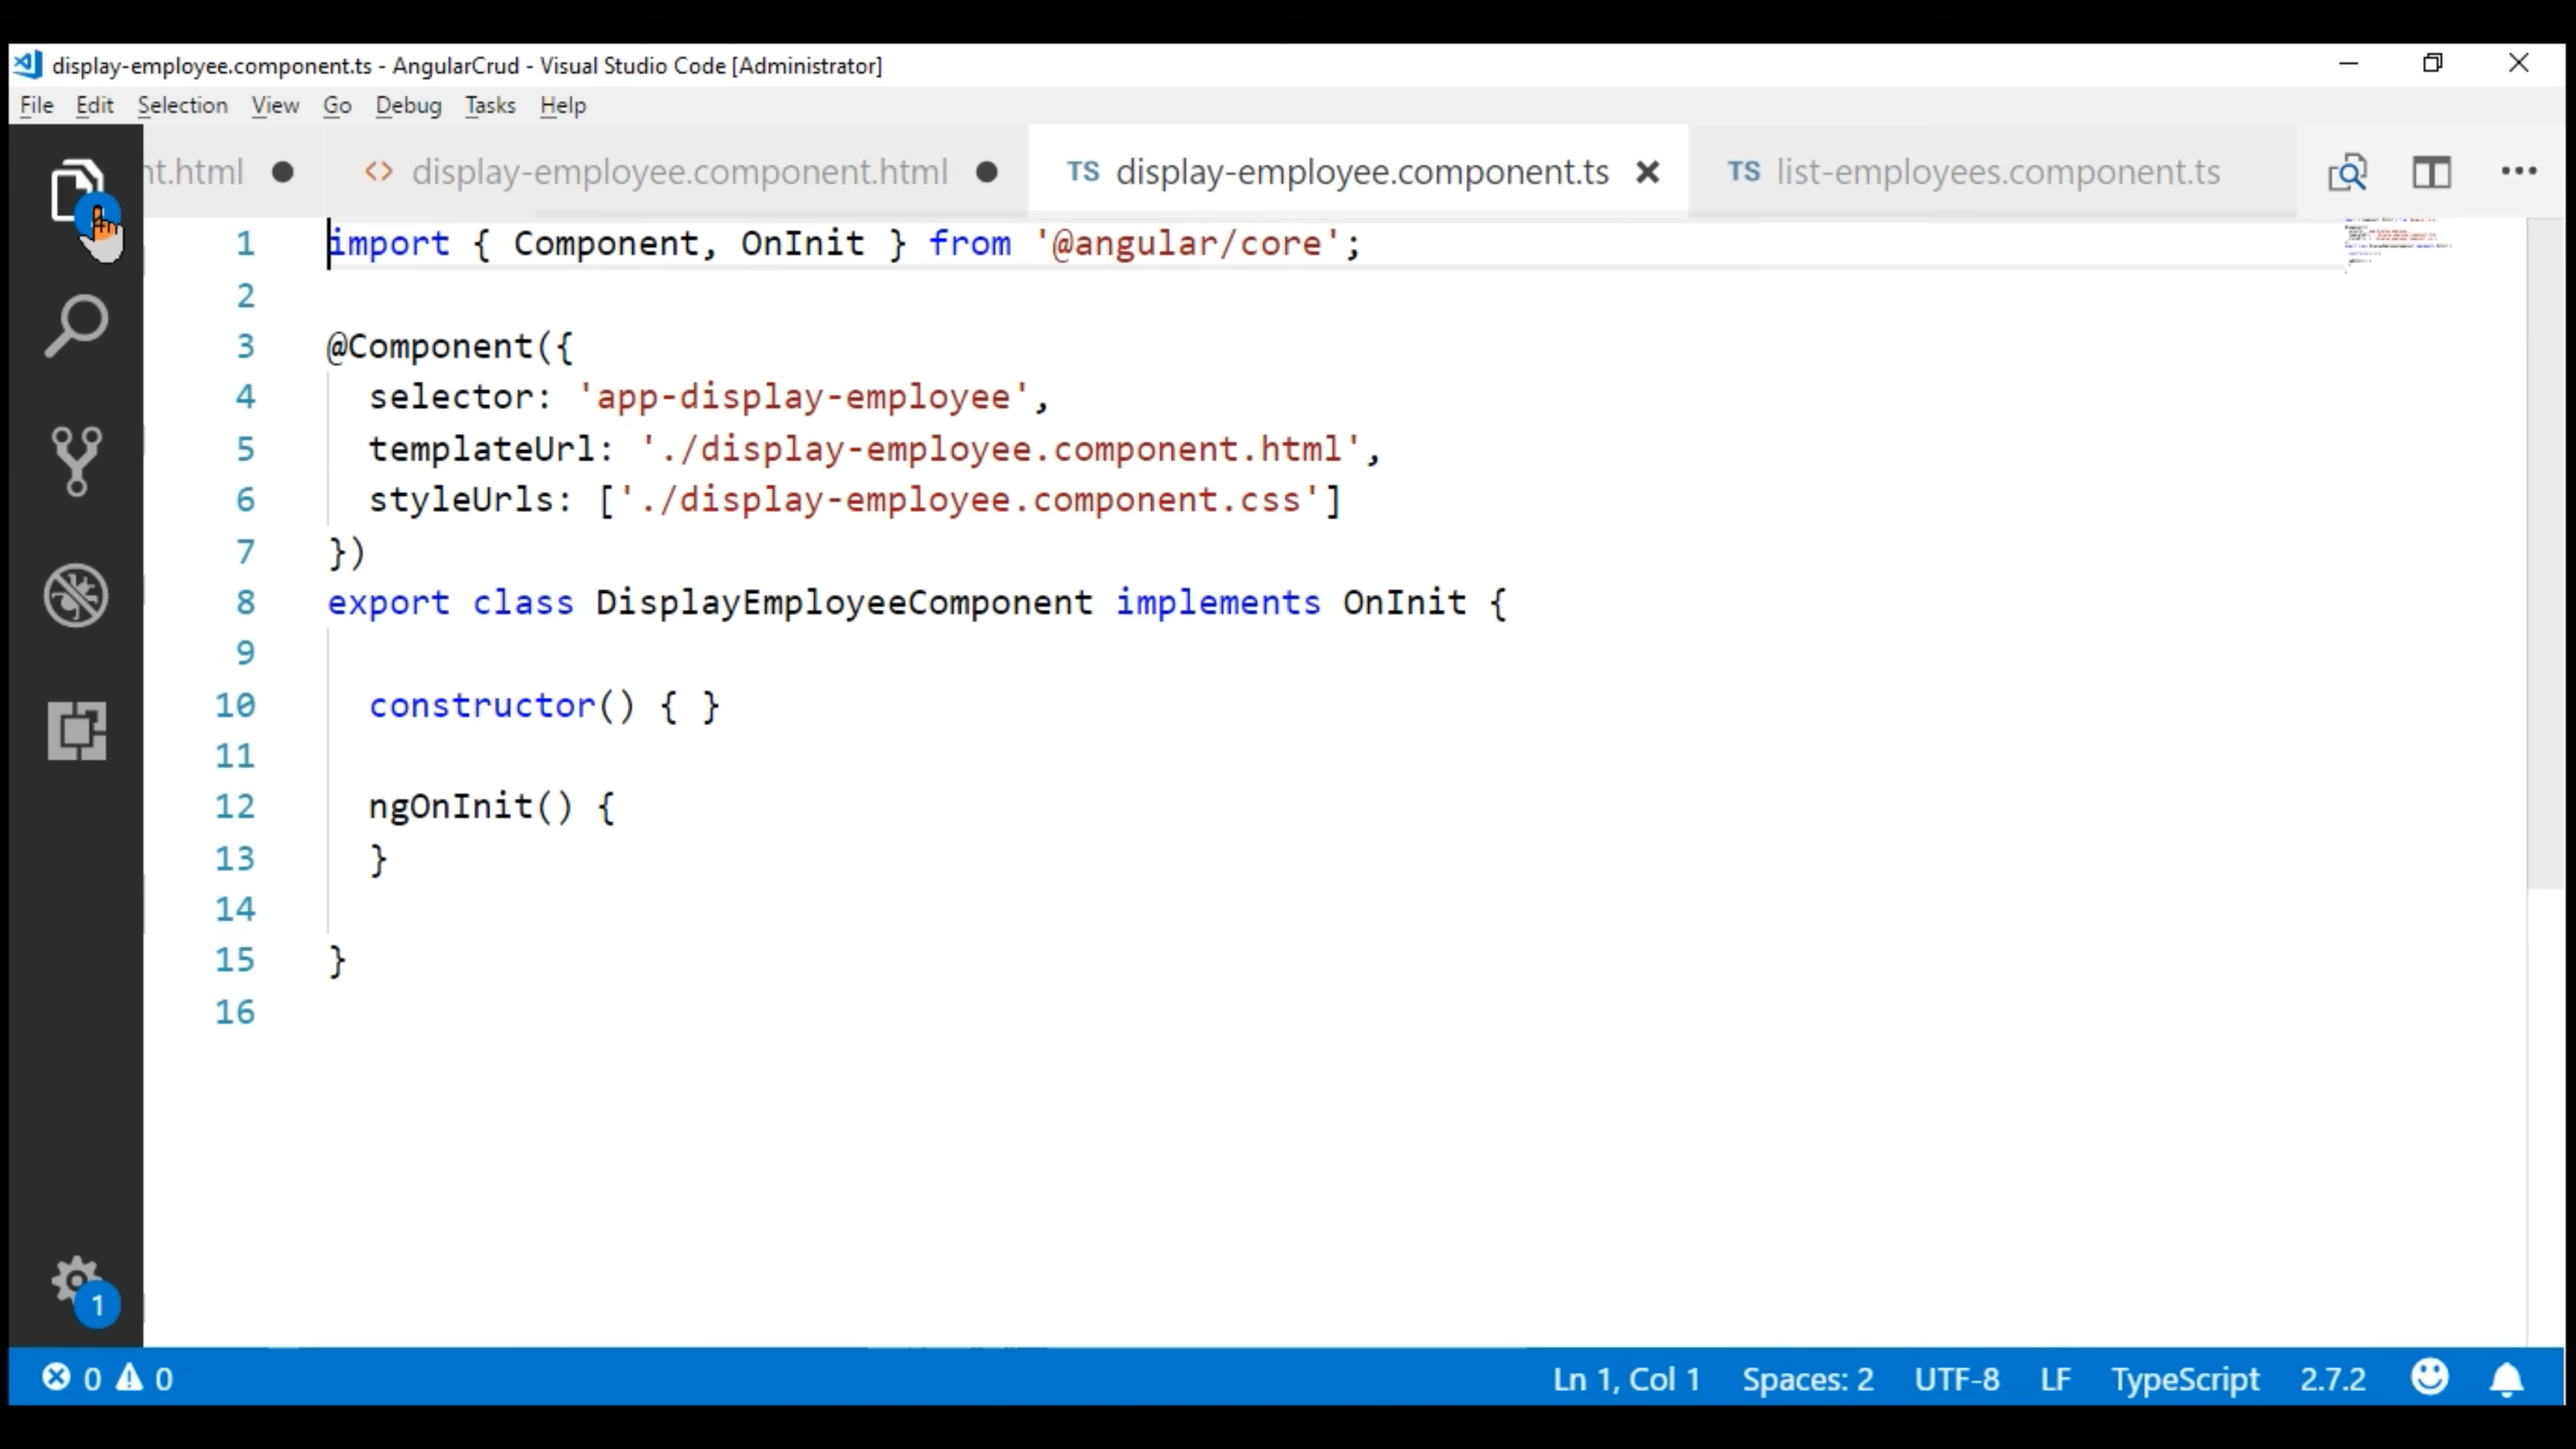 display-employee.component.ts - AngularCrud - Visual Studio Code [Administrator]
File Edit Selection View Go Debug Tasks Help
nt.html ● <> display-employee.component.html ● TS display-employee.component.ts × TS list-employees.component.ts
1 import { Component, OnInit } from '@angular/core';
2
3 @Component({
4 selector: 'app-display-employee',
5 templateUrl: './display-employee.component.html',
6 styleUrls: ['./display-employee.component.css']
7 })
8 export class DisplayEmployeeComponent implements OnInit {
9
10 constructor() { }
11
12 ngOnInit() {
13 }
14
15 }
16
1
0 0 Ln 1, Col 1 Spaces: 2 UTF-8 LF TypeScript 2.7.2